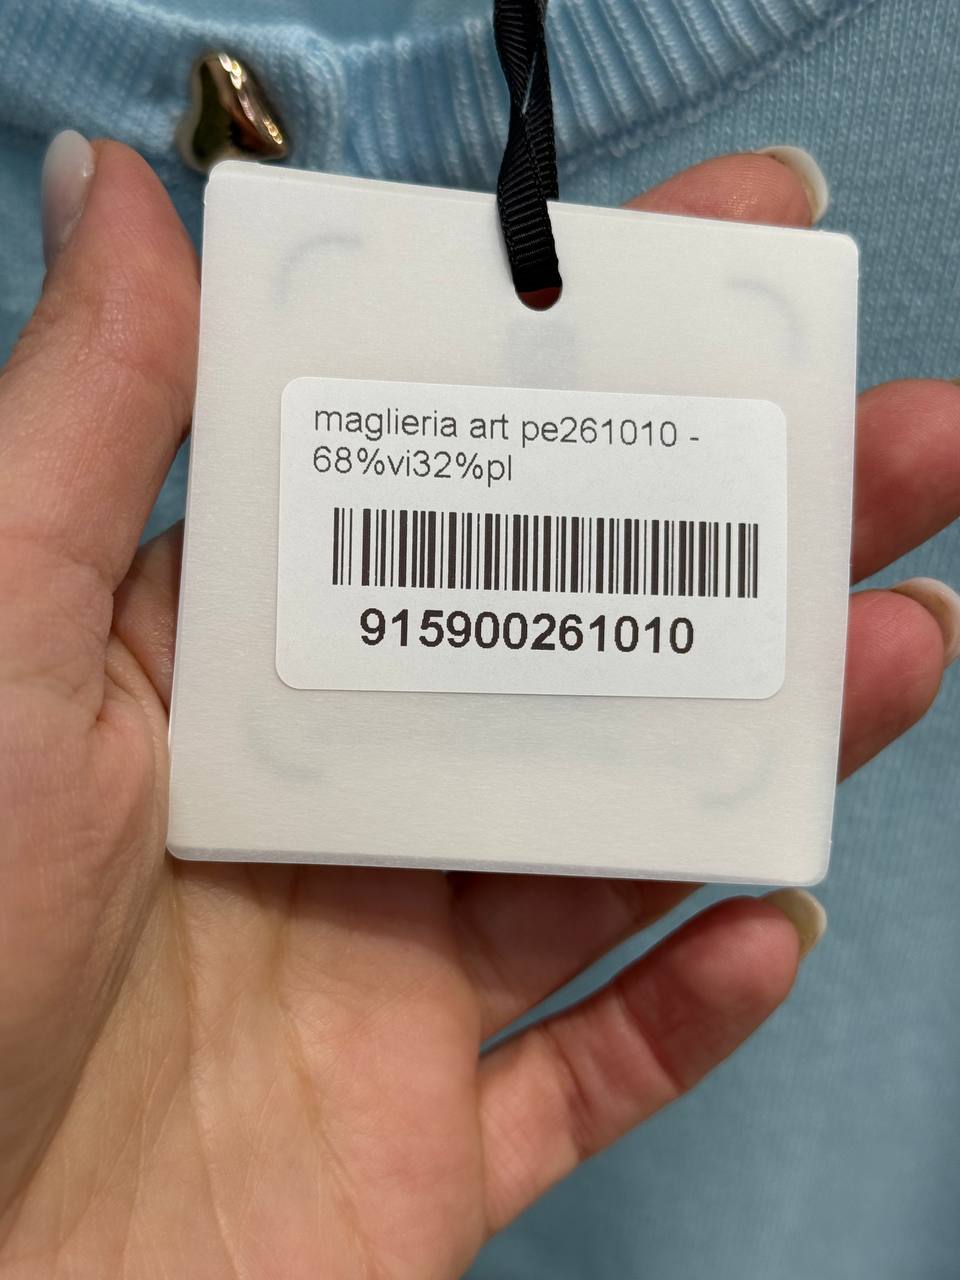 maglieria art pe261010 -
68%vi32%pl
915900261010